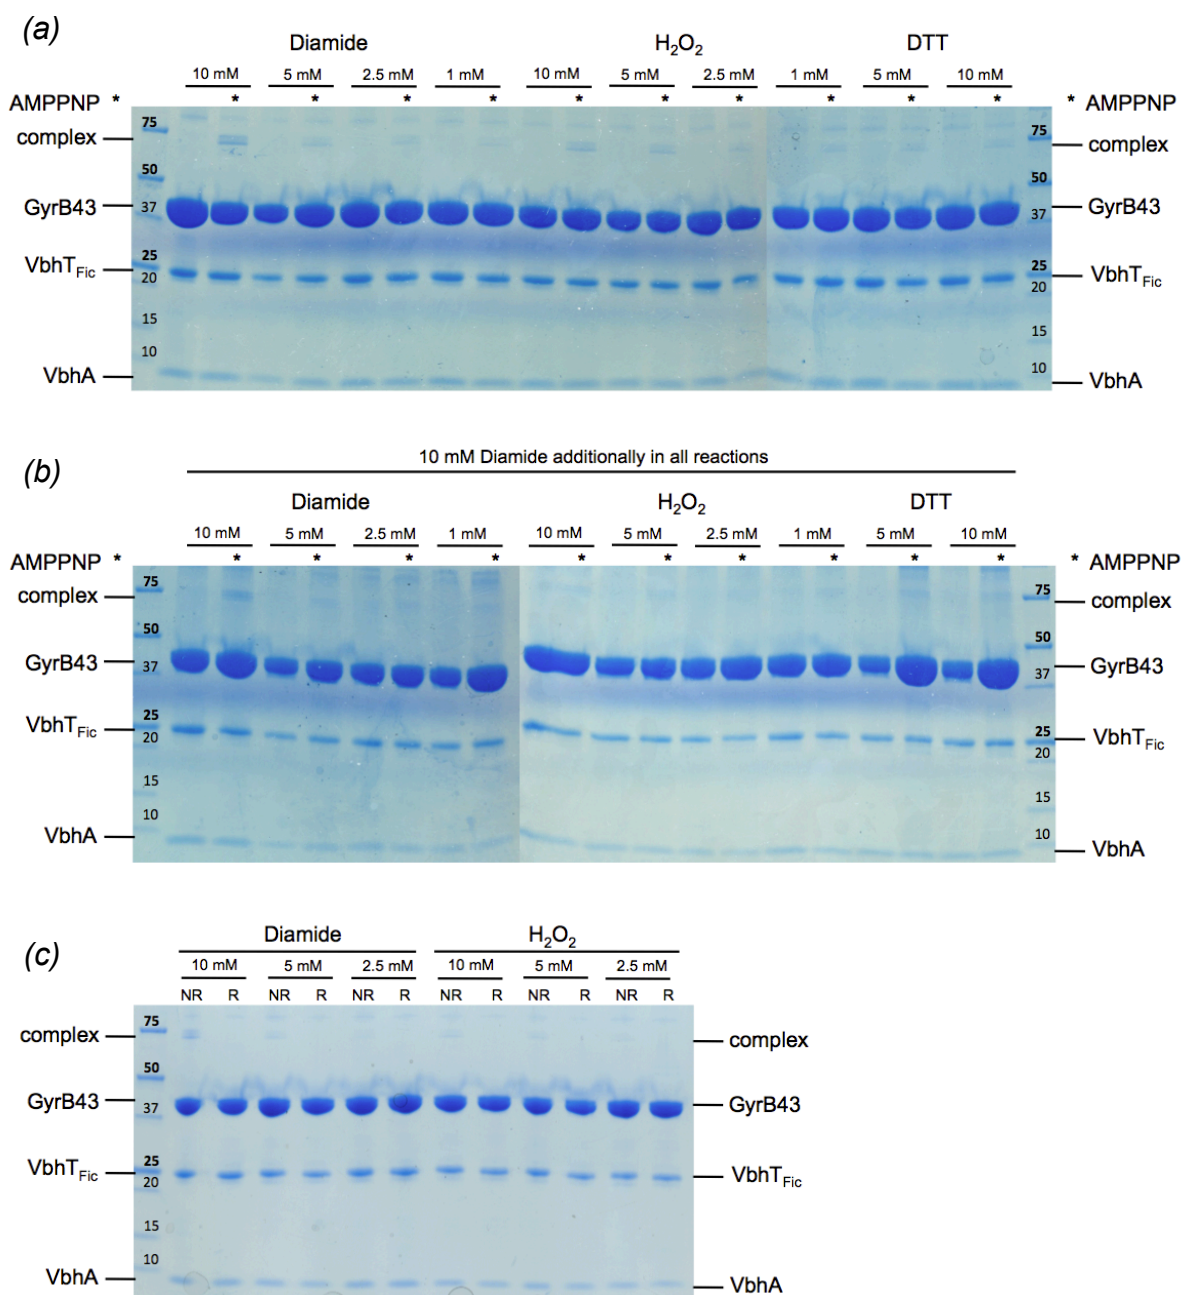 (a)
Diamide H₂O₂ DTT
10 mM 5 mM 2.5 mM 1 mM 10 mM 5 mM 2.5 mM 1 mM 5 mM 10 mM
AMPPNP * * * * * * * * * * * * AMPPNP
75 75
complex complex
50 50
GyrB43 37 37 GyrB43
25 25
VbhT_Fic 20 20 VbhT_Fic
15 15
10 10
VbhA VbhA
(b)
10 mM Diamide additionally in all reactions
Diamide H₂O₂ DTT
10 mM 5 mM 2.5 mM 1 mM 10 mM 5 mM 2.5 mM 1 mM 5 mM 10 mM
AMPPNP * * * * * * * * * * * * AMPPNP
75 75
complex complex
50 50
GyrB43 37 37 GyrB43
25 25
VbhT_Fic 20 20 VbhT_Fic
15 15
10 10
VbhA VbhA
(c)
Diamide H₂O₂
10 mM 5 mM 2.5 mM 10 mM 5 mM 2.5 mM
NR R NR R NR R NR R NR R NR R
75
complex complex
50
GyrB43 37 GyrB43
25
VbhT_Fic 20 VbhT_Fic
15
10
VbhA VbhA